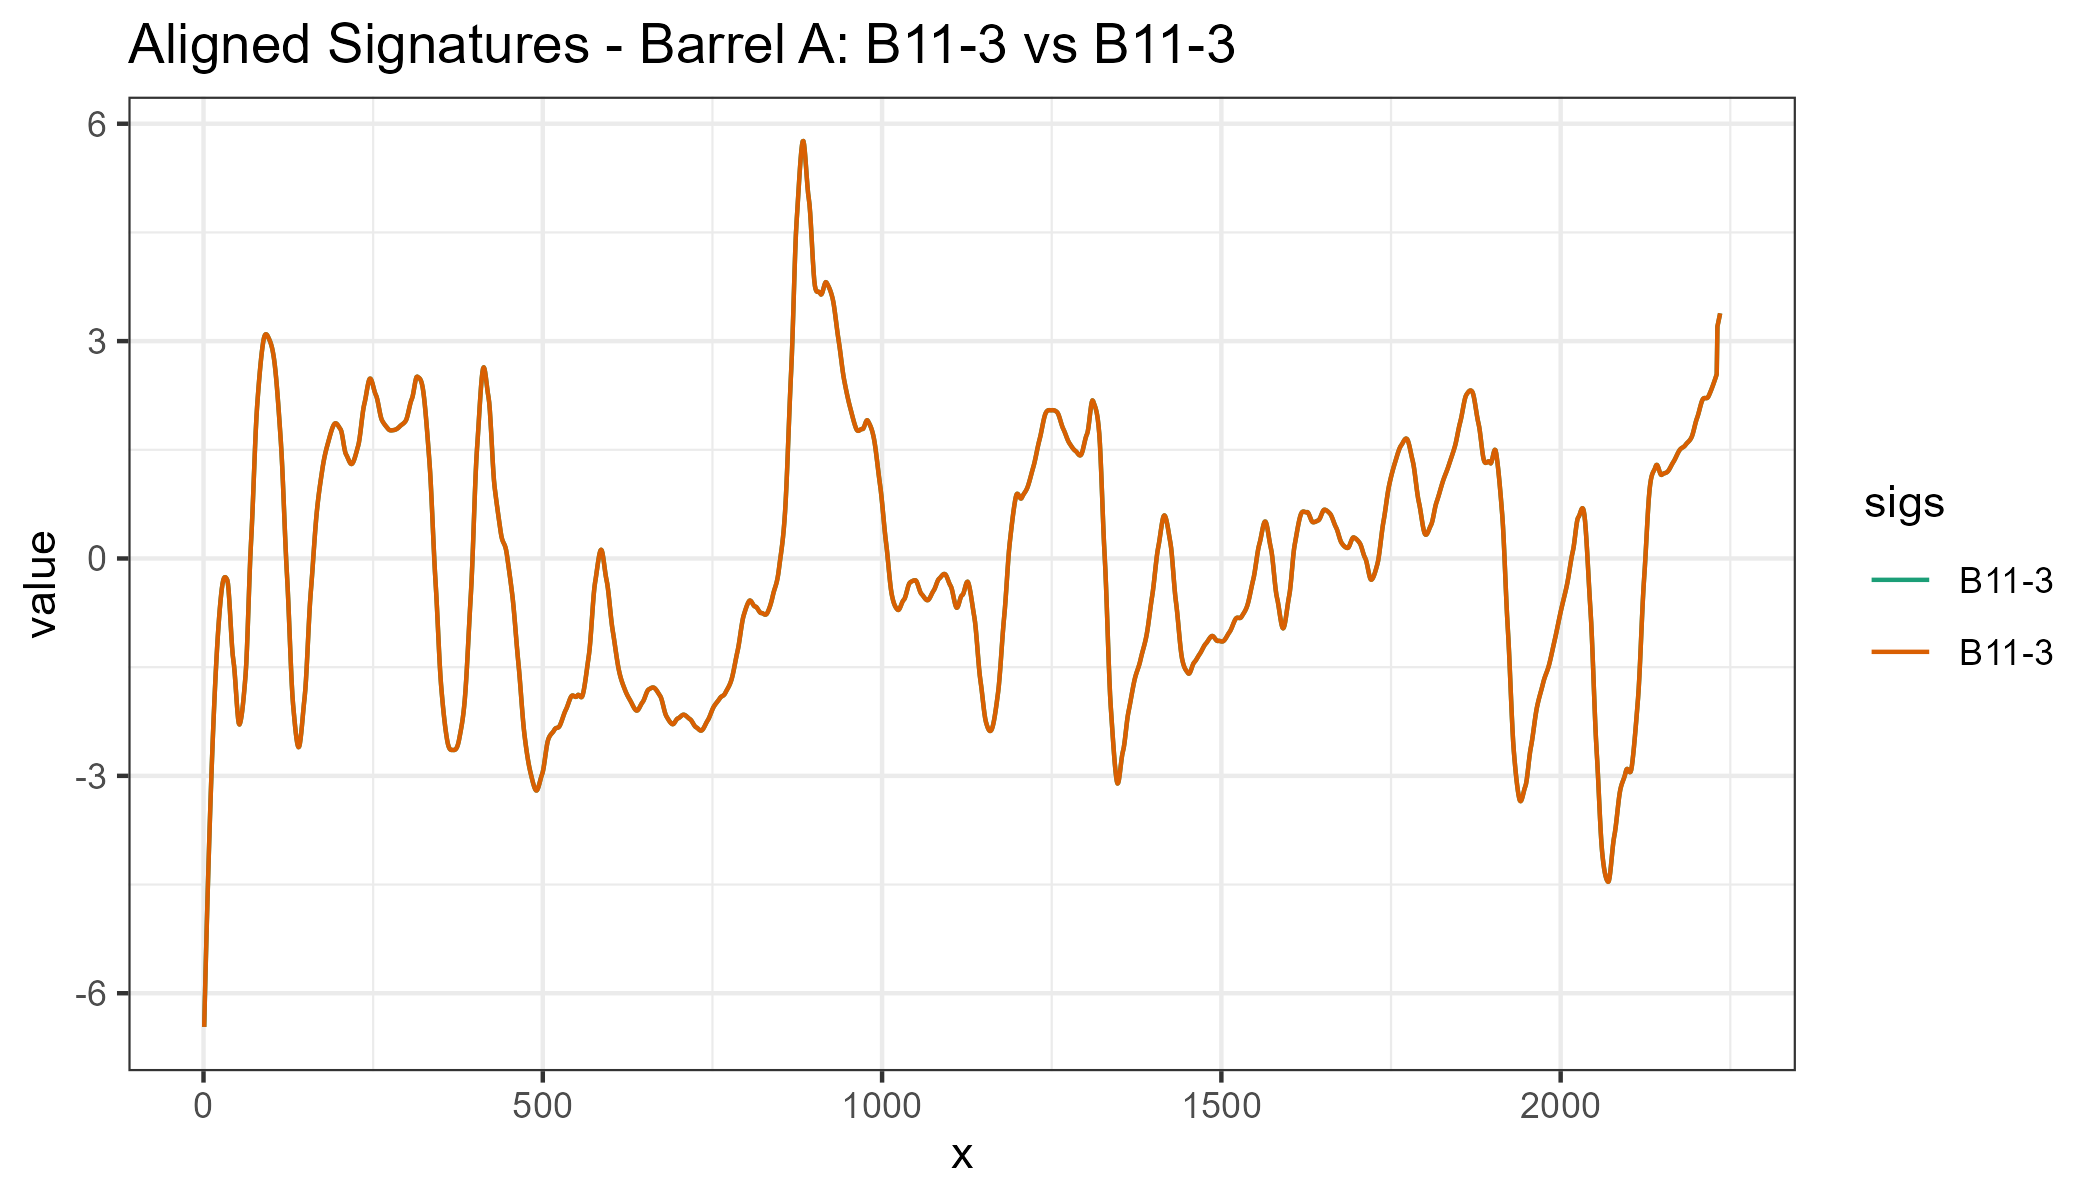 Aligned Signatures - Barrel A: B11-3 vs B11-3
6
3
0
-3
-6
value
0 500 1000 1500 2000
x
sigs
B11-3
B11-3